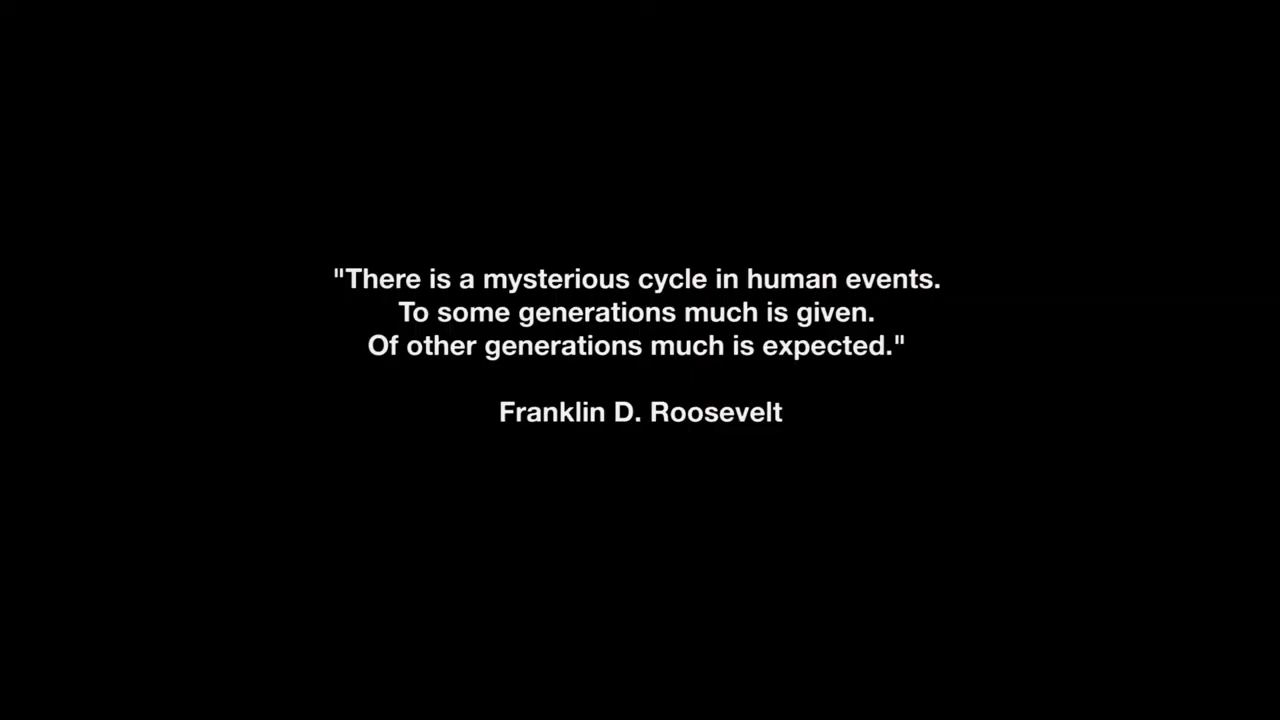 "There is a mysterious cycle in human events.
To some generations much is given.
Of other generations much is expected."
Franklin D. Roosevelt